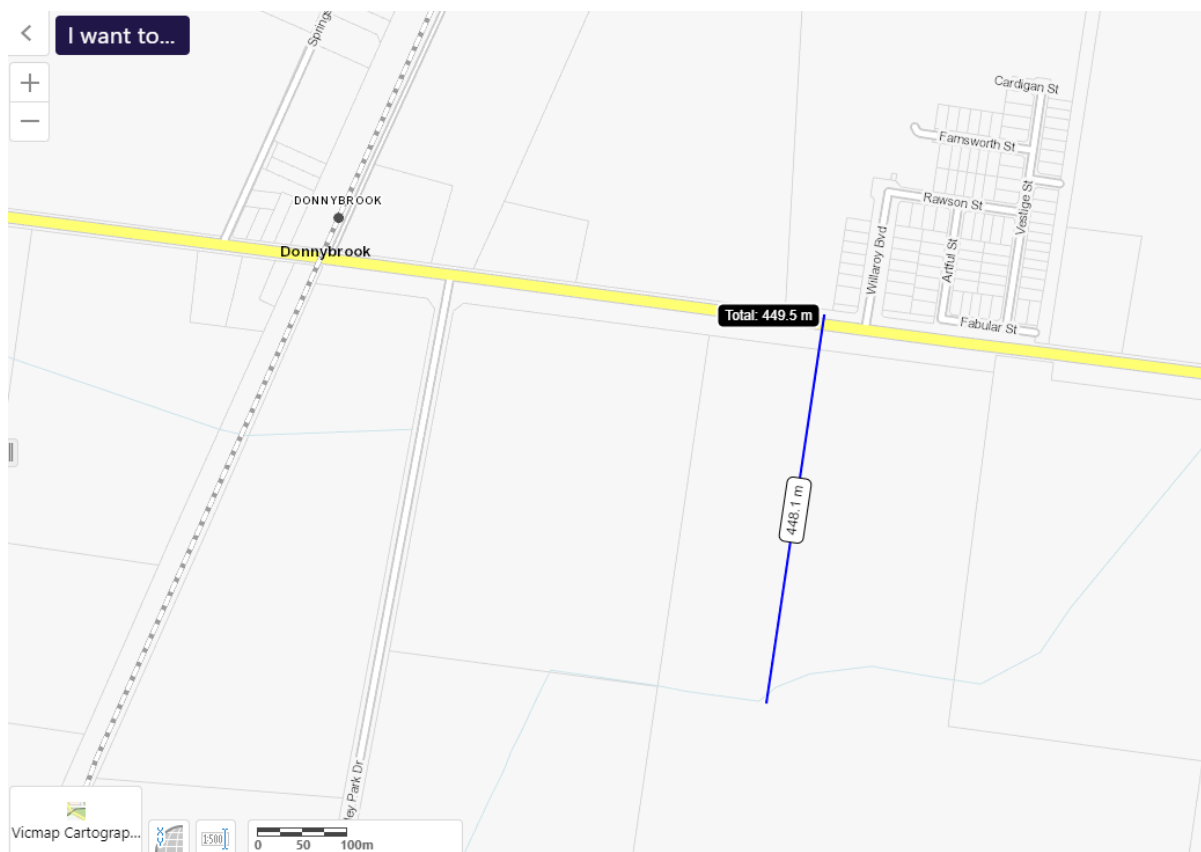 I want to...
Springs
Cardigan St
Farnsworth St
DONNYBROOK
Rawson St
Vestige St
Donnybrook
Willaroy Bvd
Artful St
Total: 449.5 m
Fabular St
448.1 m
ley Park Dr
Vicmap Cartograp...
XY
1:500
0 50 100m